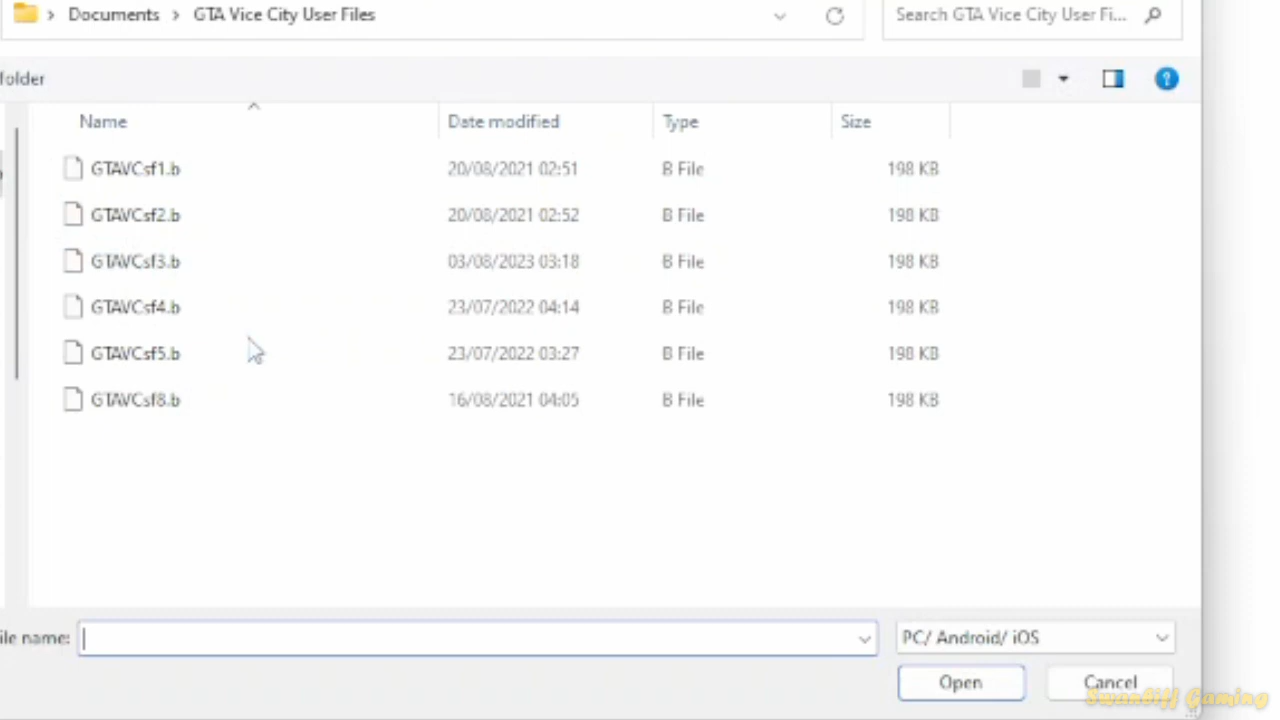 Documents > GTA Vice City User Files
Search GTA Vice City User Fi...
folder
Name Date modified Type Size
GTAVCsf1.b 20/08/2021 02:51 B File 198 KB
GTAVCsf2.b 20/08/2021 02:52 B File 198 KB
GTAVCsf3.b 03/08/2023 03:18 B File 198 KB
GTAVCsf4.b 23/07/2022 04:14 B File 198 KB
GTAVCsf5.b 23/07/2022 03:27 B File 198 KB
GTAVCsf8.b 16/08/2021 04:05 B File 198 KB
ile name: PC/ Android/ iOS
Open Cancel
Gaming